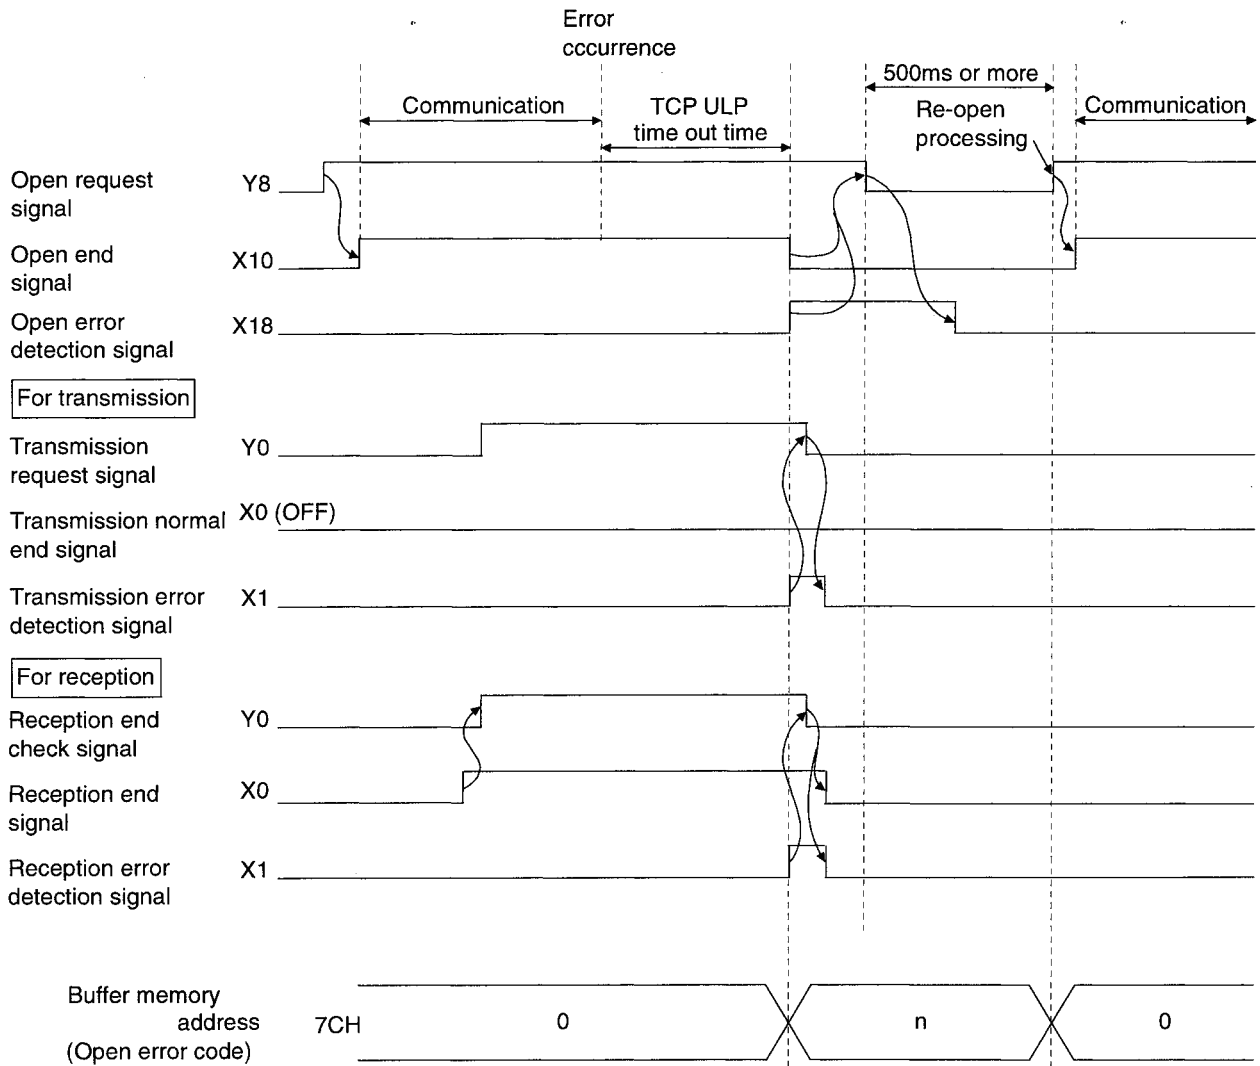 Error
cccurrence
500ms or more
Communication
TCP ULP
time out time
Re-open
processing
Communication
Open request
signal
Y8
Open end
signal
X10
Open error
detection signal
X18
For transmission
Transmission
request signal
Y0
Transmission normal
end signal
X0 (OFF)
Transmission error
detection signal
X1
For reception
Reception end
check signal
Y0
Reception end
signal
X0
Reception error
detection signal
X1
Buffer memory
address
(Open error code)
7CH
0
n
0